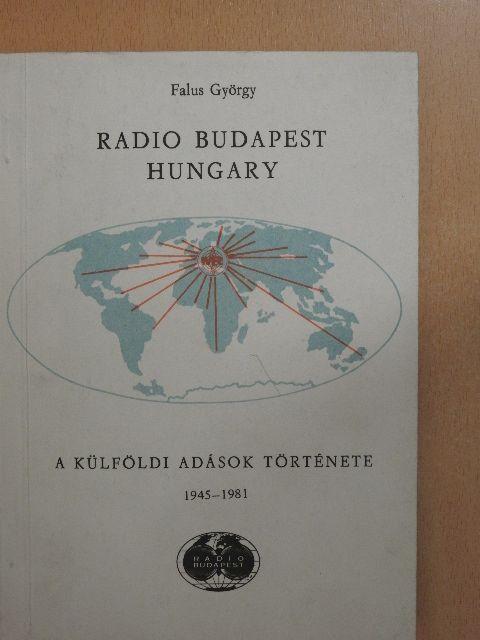 Falus György
RADIO BUDAPEST
HUNGARY
A KÜLFÖLDI ADÁSOK TÖRTÉNETE
1945–1981
RADIO
BUDAPEST